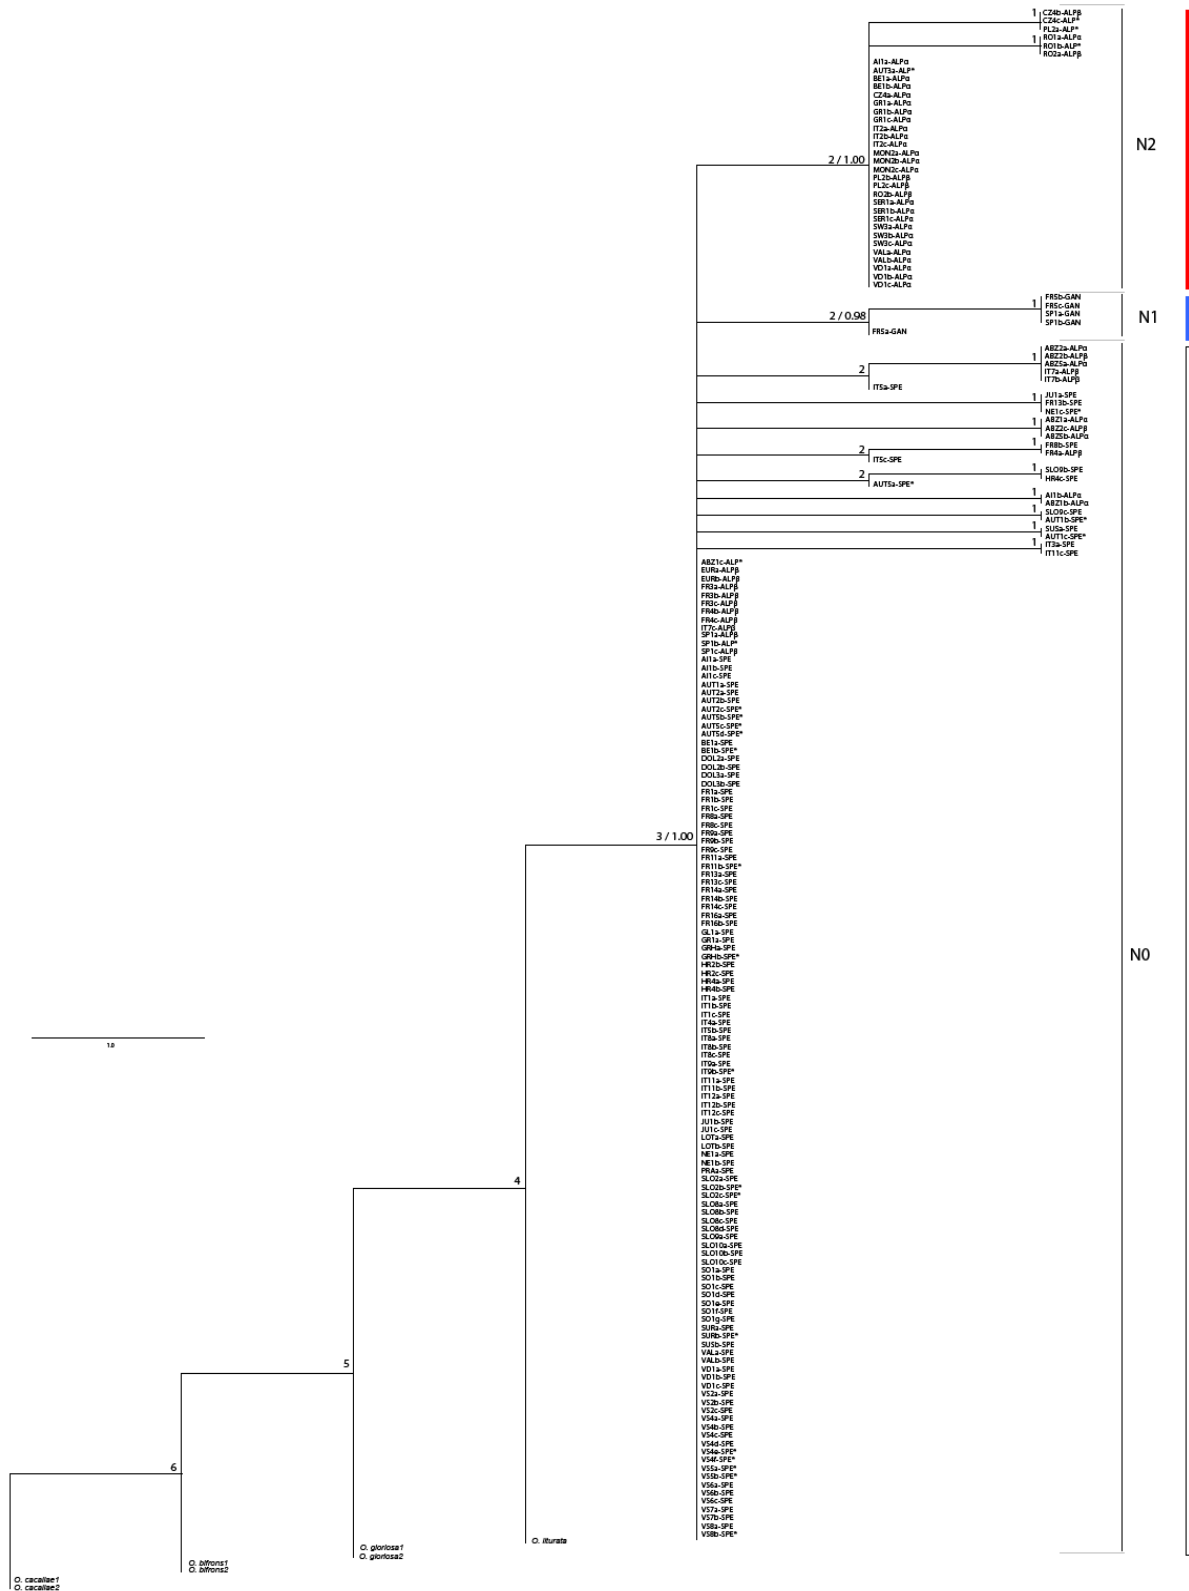 1
CZ4b-ALPβ
CZ4c-ALP*
PL2a-ALP*
1
RO1a-ALPα
RO1b-ALP*
RO2a-ALPβ
AI1a-ALPα
AUT3a-ALP*
BE1a-ALPα
BE1b-ALPα
CZ4a-ALPα
GR1a-ALPα
GR1b-ALPα
GR1c-ALPα
IT2a-ALPα
IT2b-ALPα
IT2c-ALPα
MON2a-ALPα
MON2b-ALPα
MON2c-ALPα
PL2b-ALPβ
PL2c-ALPβ
RO2b-ALPβ
SER1a-ALPα
SER1b-ALPα
SER1c-ALPα
SW3a-ALPα
SW3b-ALPα
SW3c-ALPα
VALa-ALPα
VALb-ALPα
VD1a-ALPα
VD1b-ALPα
VD1c-ALPα
2 / 1.00
N2
1
FR5b-GAN
FR5c-GAN
SP1a-GAN
SP1b-GAN
2 / 0.98
FR5a-GAN
N1
1
ABZ2a-ALPα
ABZ2b-ALPβ
ABZ5a-ALPα
IT7a-ALPβ
IT7b-ALPβ
2
IT5a-SPE
1
JU1a-SPE
FR13b-SPE
NE1c-SPE*
1
ABZ1a-ALPα
ABZ2c-ALPβ
ABZ5b-ALPα
1
FR8b-SPE
FR4a-ALPβ
2
IT5c-SPE
1
SLO9b-SPE
HR4c-SPE
2
AUT5a-SPE*
1
AI1b-ALPα
ABZ1b-ALPα
1
SLO9c-SPE
AUT1b-SPE*
1
SUSa-SPE
AUT1c-SPE*
1
IT3a-SPE
IT11c-SPE
ABZ1c-ALP*
EURa-ALPβ
EURb-ALPβ
FR3a-ALPβ
FR3b-ALPβ
FR3c-ALPβ
FR4b-ALPβ
FR4c-ALPβ
IT7c-ALPβ
SP1a-ALPβ
SP1b-ALP*
SP1c-ALPβ
AI1a-SPE
AI1b-SPE
AI1c-SPE
AUT1a-SPE
AUT2a-SPE
AUT2b-SPE
AUT2c-SPE*
AUT5b-SPE*
AUT5c-SPE*
AUT5d-SPE*
BE1a-SPE
BE1b-SPE*
DOL2a-SPE
DOL2b-SPE
DOL3a-SPE
DOL3b-SPE
FR1a-SPE
FR1b-SPE
FR1c-SPE
FR8a-SPE
FR8c-SPE
FR9a-SPE
FR9b-SPE
FR9c-SPE
FR11a-SPE
FR11b-SPE*
FR13a-SPE
FR13c-SPE
FR14a-SPE
FR14b-SPE
FR14c-SPE
FR16a-SPE
FR16b-SPE
GL1a-SPE
GR1a-SPE
GRHa-SPE
GRHb-SPE*
HR2b-SPE
HR2c-SPE
HR4a-SPE
HR4b-SPE
IT1a-SPE
IT1b-SPE
IT1c-SPE
IT4a-SPE
IT5b-SPE
IT8a-SPE
IT8b-SPE
IT8c-SPE
IT9a-SPE
IT9b-SPE*
IT11a-SPE
IT11b-SPE
IT12a-SPE
IT12b-SPE
IT12c-SPE
JU1b-SPE
JU1c-SPE
LOTa-SPE
LOTb-SPE
NE1a-SPE
NE1b-SPE
PRAa-SPE
SLO2a-SPE
SLO2b-SPE*
SLO2c-SPE*
SLO8a-SPE
SLO8b-SPE
SLO8c-SPE
SLO8d-SPE
SLO9a-SPE
SLO10a-SPE
SLO10b-SPE
SLO10c-SPE
SO1a-SPE
SO1b-SPE
SO1c-SPE
SO1d-SPE
SO1e-SPE
SO1f-SPE
SO1g-SPE
SURa-SPE
SURb-SPE*
SUSb-SPE
VALa-SPE
VALb-SPE
VD1a-SPE
VD1b-SPE
VD1c-SPE
VS2a-SPE
VS2b-SPE
VS2c-SPE
VS4a-SPE
VS4b-SPE
VS4c-SPE
VS4d-SPE
VS4e-SPE*
VS4f-SPE*
VS5a-SPE*
VS5b-SPE*
VS6a-SPE
VS6b-SPE
VS6c-SPE
VS7a-SPE
VS7b-SPE
VS8a-SPE
VS8b-SPE*
3 / 1.00
N0
1.0
4
5
6
O. liturata
O. gloriosa1
O. gloriosa2
O. bifrons1
O. bifrons2
O. cacaliae1
O. cacaliae2